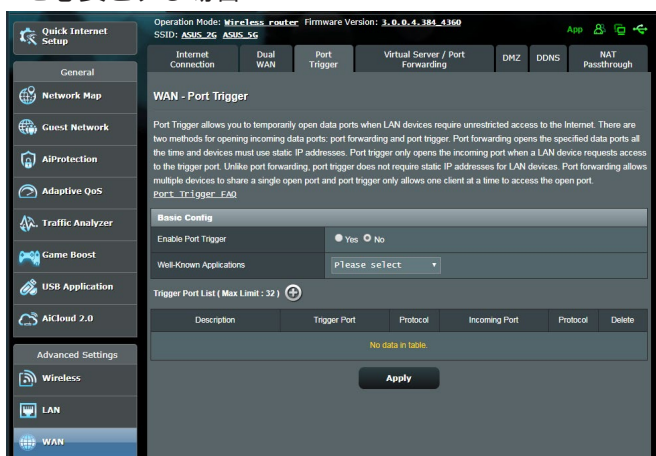 Quick Internet Setup
Operation Mode: Wireless router Firmware Version: 3.0.0.4.384_4360
SSID: ASUS_2G ASUS_5G
App
General
Network Map
Guest Network
AiProtection
Adaptive QoS
Traffic Analyzer
Game Boost
USB Application
AiCloud 2.0
Advanced Settings
Wireless
LAN
WAN
Internet Connection
Dual WAN
Port Trigger
Virtual Server / Port Forwarding
DMZ
DDNS
NAT Passthrough
WAN - Port Trigger
Port Trigger allows you to temporarily open data ports when LAN devices require unrestricted access to the Internet. There are
two methods for opening incoming data ports: port forwarding and port trigger. Port forwarding opens the specified data ports all
the time and devices must use static IP addresses. Port trigger only opens the incoming port when a LAN device requests access
to the trigger port. Unlike port forwarding, port trigger does not require static IP addresses for LAN devices. Port forwarding allows
multiple devices to share a single open port and port trigger only allows one client at a time to access the open port.
Port Trigger FAQ
Basic Config
Enable Port Trigger
Yes No
Well-Known Applications
Please select
Trigger Port List ( Max Limit : 32 )
Description Trigger Port Protocol Incoming Port Protocol Delete
No data in table.
Apply